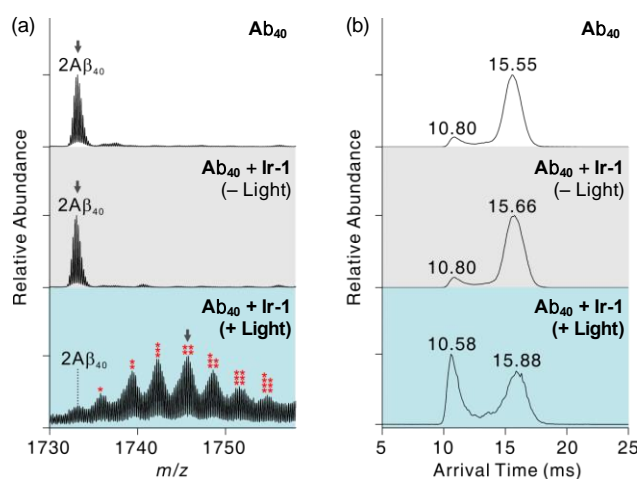 (a)
Ab40
2Aβ40
Ab40 + Ir-1
(– Light)
2Aβ40
Ab40 + Ir-1
(+ Light)
2Aβ40
*
**
***
****
*****
******
*******
Relative Abundance
1730 1740 1750
m/z
(b)
Ab40
10.80
15.55
Ab40 + Ir-1
(– Light)
10.80
15.66
Ab40 + Ir-1
(+ Light)
10.58
15.88
Relative Abundance
5 10 15 20 25
Arrival Time (ms)